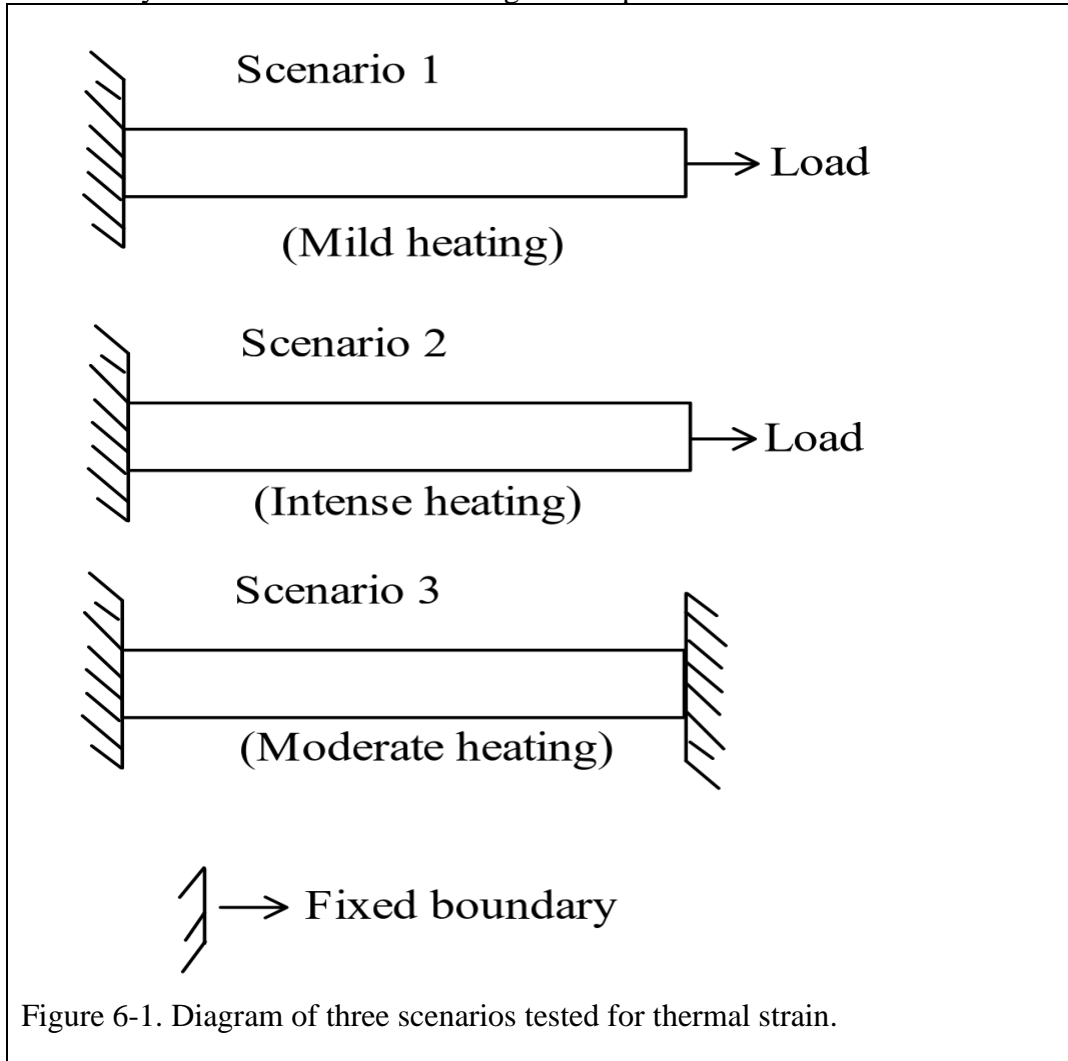 Scenario 1
Load
(Mild heating)
Scenario 2
Load
(Intense heating)
Scenario 3
(Moderate heating)
Fixed boundary
Figure 6-1. Diagram of three scenarios tested for thermal strain.